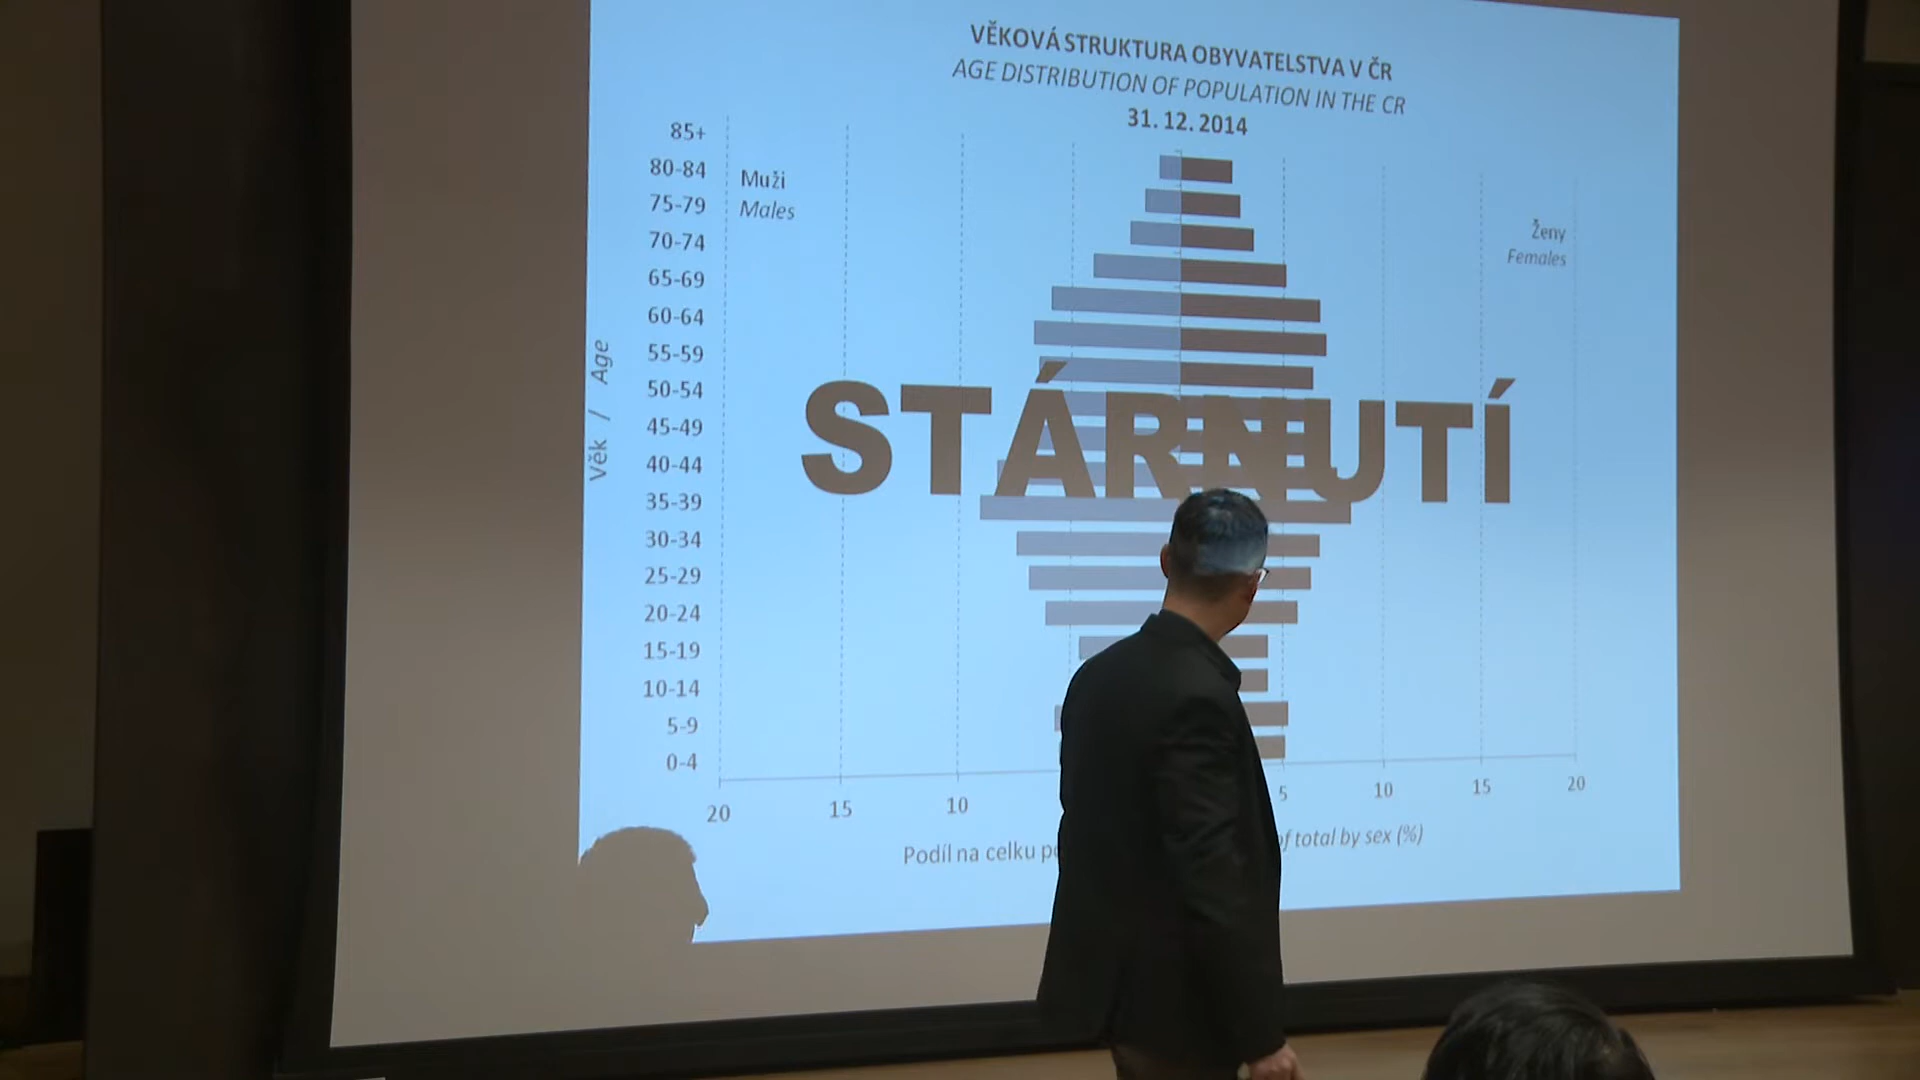 VĚKOVÁ STRUKTURA OBYVATELSTVA V ČR
AGE DISTRIBUTION OF POPULATION IN THE CR
31. 12. 2014
Muži
Males
Ženy
Females
Věk / Age
85+
80-84
75-79
70-74
65-69
60-64
55-59
50-54
45-49
40-44
35-39
30-34
25-29
20-24
15-19
10-14
5-9
0-4
STÁRNUTÍ
20 15 10 5 10 15 20
Podíl na celku of total by sex (%)